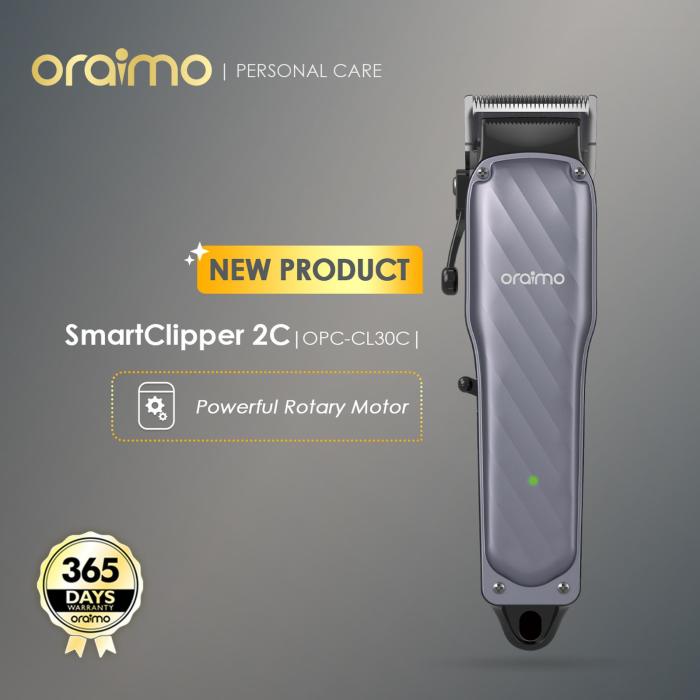 oraimo | PERSONAL CARE
NEW PRODUCT
SmartClipper 2C|OPC-CL30C|
Powerful Rotary Motor
oraimo
365
DAYS
WARRANTY
oraimo